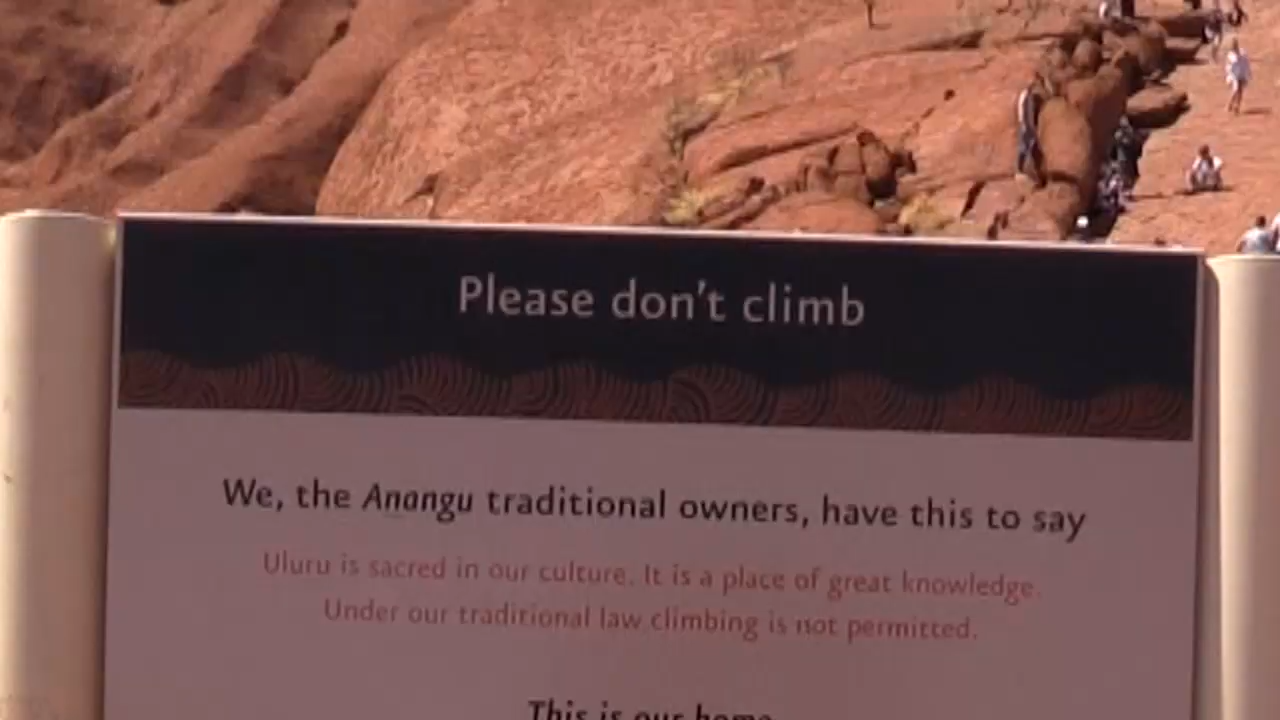 Please don't climb
We, the Anangu traditional owners, have this to say
Uluru is sacred in our culture. It is a place of great knowledge.
Under our traditional law climbing is not permitted.
This is our home